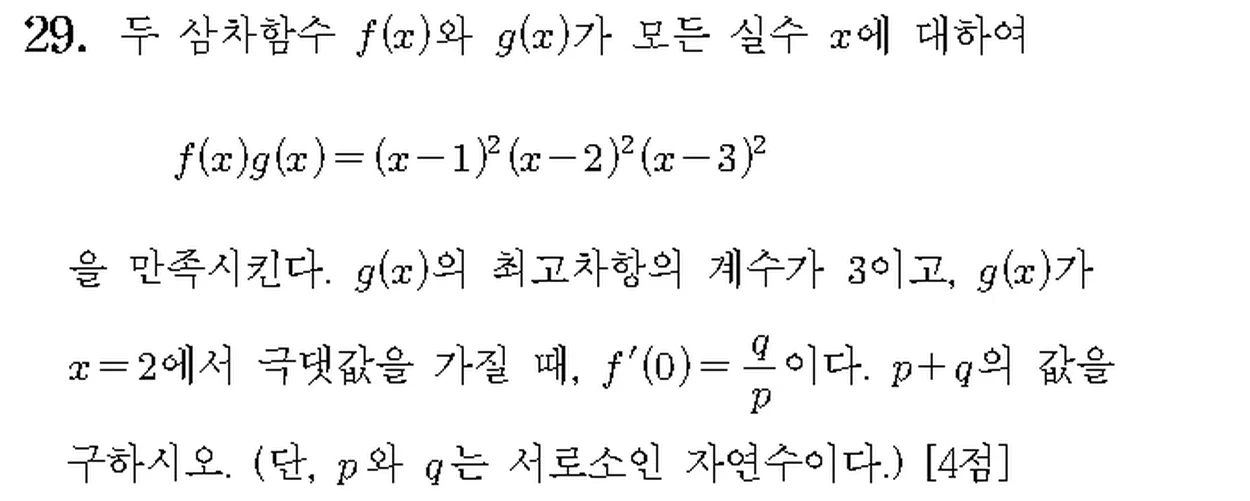 29. 두 삼차함수 f(x)와 g(x)가 모든 실수 x에 대하여
f(x)g(x)=(x-1)²(x-2)²(x-3)²
을 만족시킨다. g(x)의 최고차항의 계수가 3이고, g(x)가
x=2에서 극댓값을 가질 때, f′(0)=q/p이다. p+q의 값을
구하시오. (단, p와 q는 서로소인 자연수이다.) [4점]